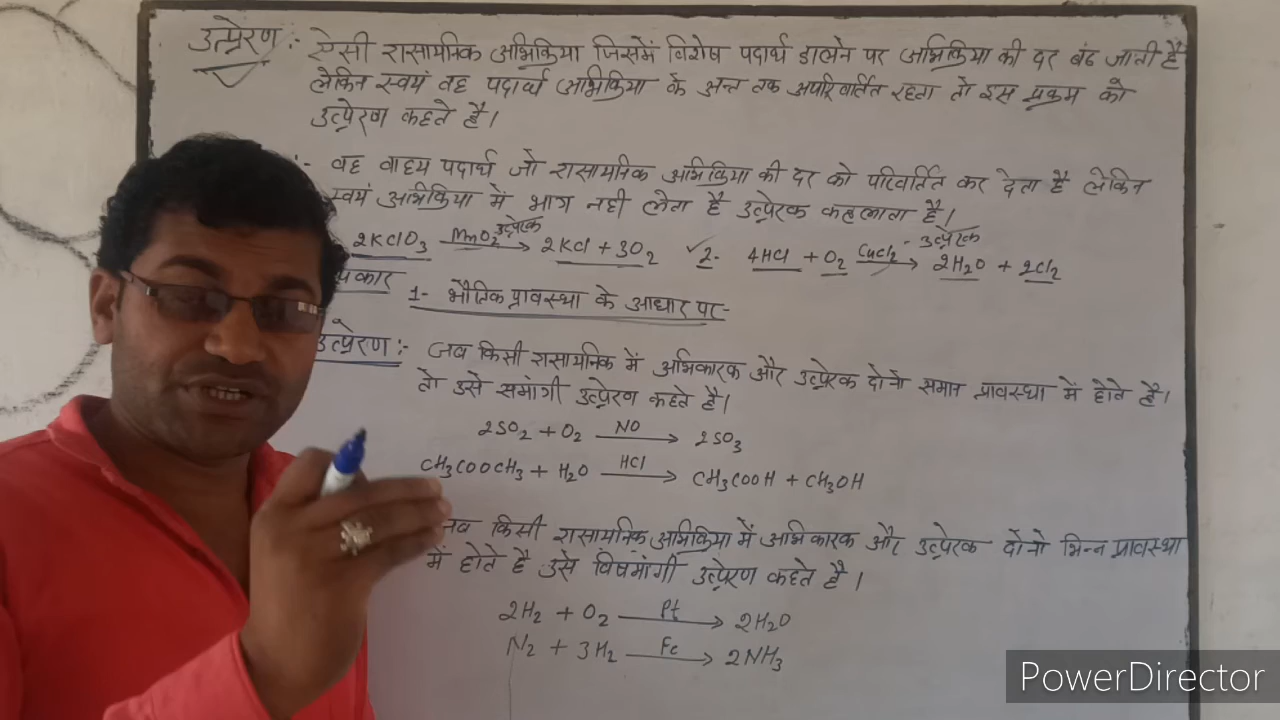 उत्प्रेरण :- ऐसी रासायनिक अभिक्रिया जिसमें विशेष पदार्थ डालने पर अभिक्रिया की दर बढ जाती है
लेकिन स्वयं वह पदार्थ अभिक्रिया के अन्त तक अपरिवर्तित रहता तो इस प्रक्रम को
उत्प्रेरण कहते है।
:- वह वाह्य पदार्थ जो रासायनिक अभिक्रिया की दर को परिवर्तित कर देता है लेकिन
स्वयं अभिक्रिया में भाग नही लेता है उत्प्रेरक कहलाता है।
2KClO₃ —MnO₂ उत्प्रेरक→ 2KCl + 3O₂ ✓2- 4HCl + O₂ —CuCl₂ - उत्प्रेरक→ 2H₂O + 2Cl₂
प्रकार 1- भौतिक प्रावस्था के आधार पर-
उत्प्रेरण :- जब किसी रासायनिक में अभिकारक और उत्प्रेरक दोनो समान प्रावस्था में होते है।
तो उसे समांगी उत्प्रेरण कहते है।
2SO₂ + O₂ —NO→ 2SO₃
CH₃COOCH₃ + H₂O —HCl→ CH₃COOH + CH₃OH
जब किसी रासायनिक अभिक्रिया में अभिकारक और उत्प्रेरक दोनो भिन्न प्रावस्था
में होते है उसे विषमांगी उत्प्रेरण कहते है।
2H₂ + O₂ —Pt→ 2H₂O
N₂ + 3H₂ —Fe→ 2NH₃
PowerDirector